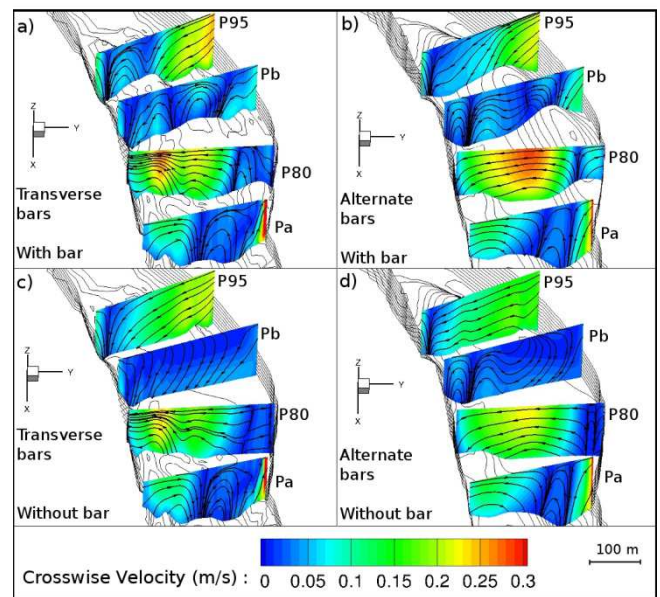 a)
P95
Pb
P80
Pa
Z
Y
X
Transverse
bars
With bar
b)
P95
Pb
P80
Pa
Z
Y
X
Alternate
bars
With bar
c)
P95
Pb
P80
Pa
Z
Y
X
Transverse
bars
Without bar
d)
P95
Pb
P80
Pa
Z
Y
X
Alternate
bars
Without bar
Crosswise Velocity (m/s) : 0 0.05 0.1 0.15 0.2 0.25 0.3
100 m